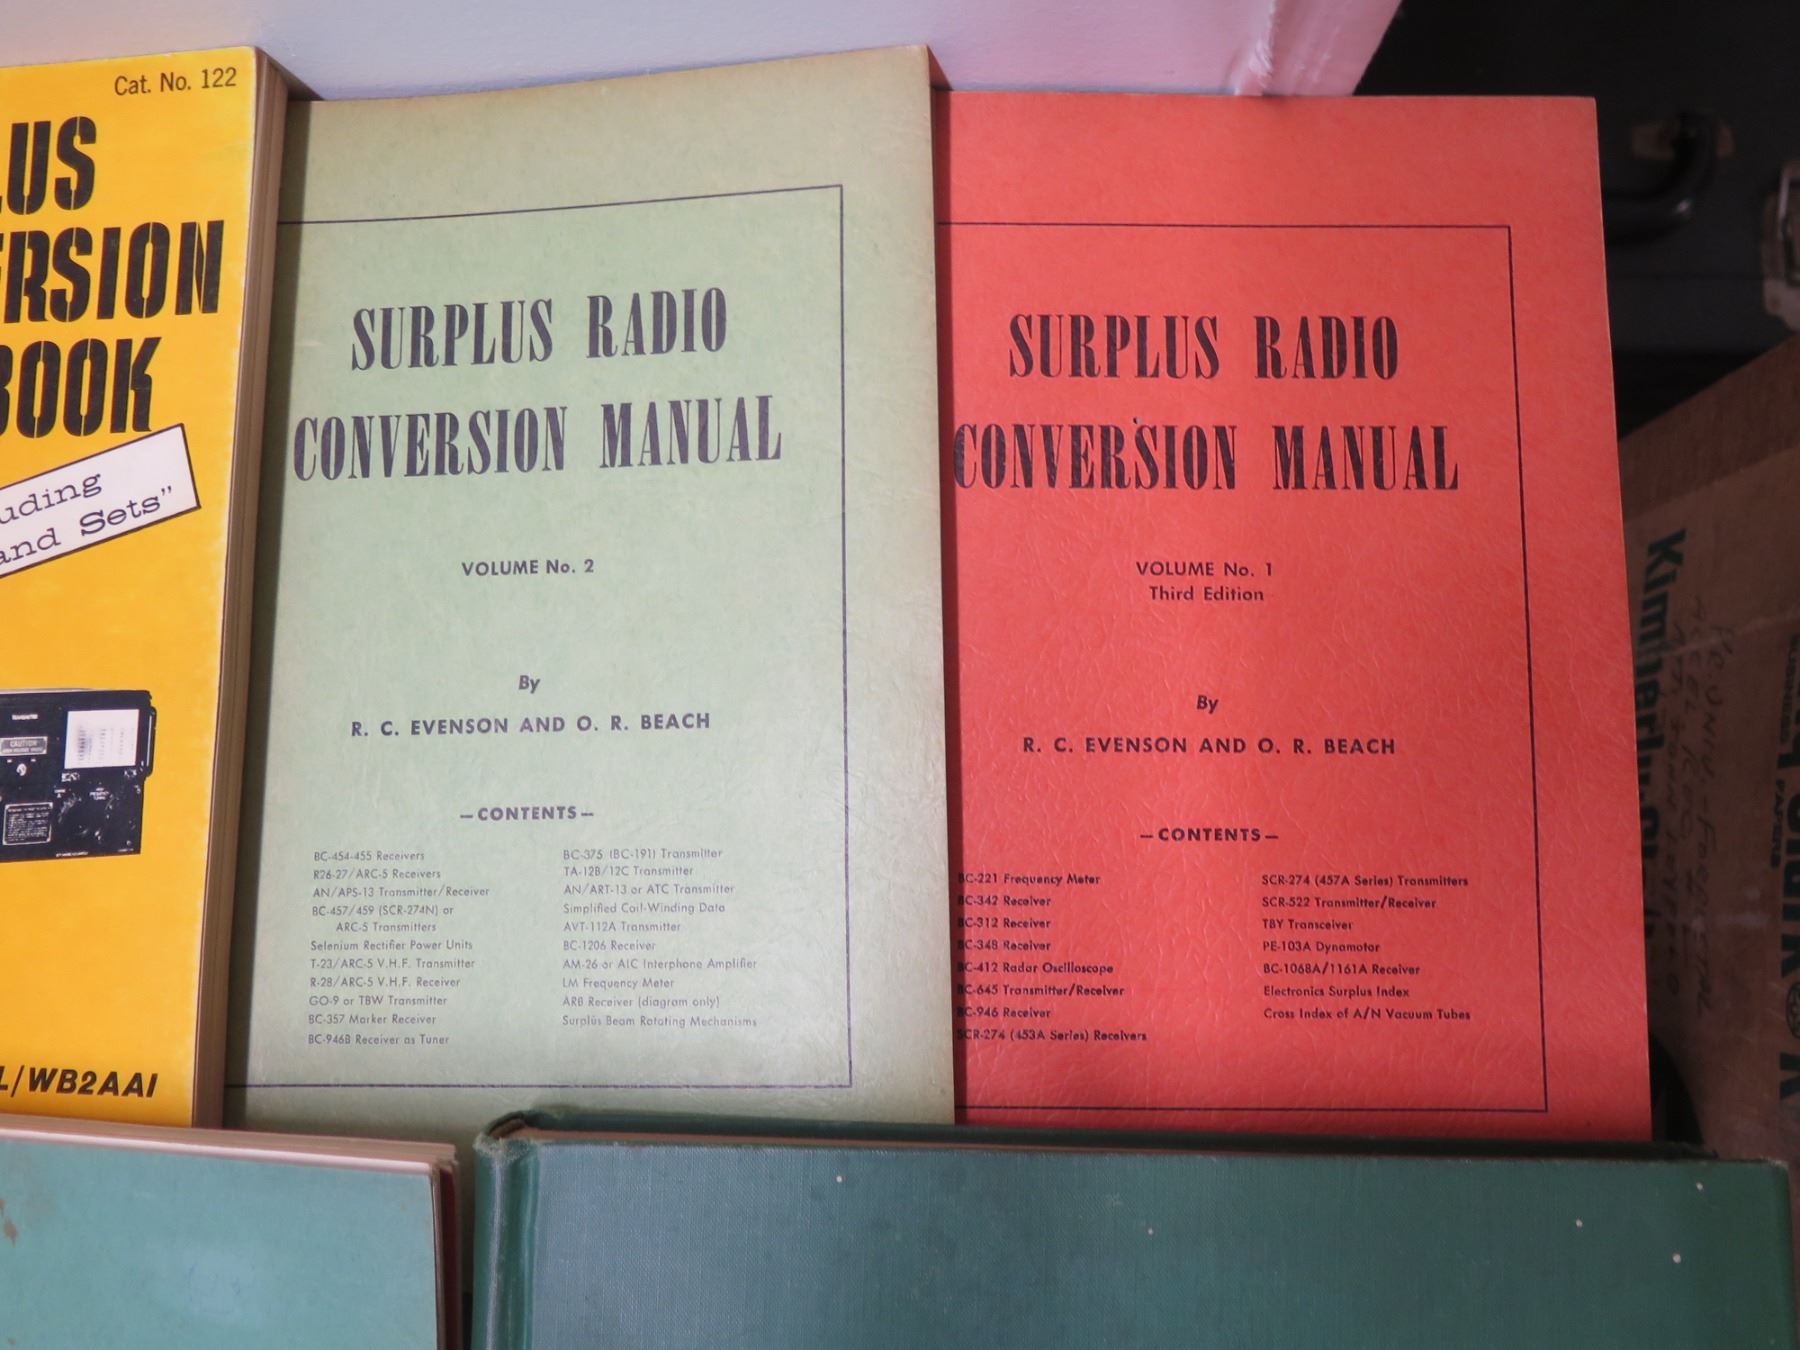 Cat. No. 122
LUS
ERSION
BOOK
uding
and Sets"
CAUTION
L/WB2AAI
SURPLUS RADIO
CONVERSION MANUAL
VOLUME No. 2
By
R. C. EVENSON AND O. R. BEACH
—CONTENTS—
BC-454-455 Receivers
R26-27/ARC-5 Receivers
AN/APS-13 Transmitter/Receiver
BC-457/459 (SCR-274N) or
ARC-5 Transmitters
Selenium Rectifier Power Units
T-23/ARC-5 V.H.F. Transmitter
R-28/ARC-5 V.H.F. Receiver
GO-9 or TBW Transmitter
BC-357 Marker Receiver
BC-946B Receiver as Tuner
BC-375 (BC-191) Transmitter
TA-12B/12C Transmitter
AN/ART-13 or ATC Transmitter
Simplified Coil-Winding Data
AVT-112A Transmitter
BC-1206 Receiver
AM-26 or AIC Interphone Amplifier
LM Frequency Meter
ARB Receiver (diagram only)
Surplus Beam Rotating Mechanisms
SURPLUS RADIO
CONVERSION MANUAL
VOLUME No. 1
Third Edition
By
R. C. EVENSON AND O. R. BEACH
—CONTENTS—
BC-221 Frequency Meter
BC-342 Receiver
BC-312 Receiver
BC-348 Receiver
BC-412 Radar Oscilloscope
BC-645 Transmitter/Receiver
BC-946 Receiver
SCR-274 (453A Series) Receivers
SCR-274 (457A Series) Transmitters
SCR-522 Transmitter/Receiver
TBY Transceiver
PE-103A Dynamotor
BC-1068A/1161A Receiver
Electronics Surplus Index
Cross Index of A/N Vacuum Tubes
Kimberly